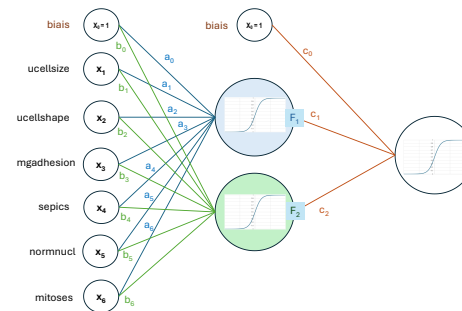 biais
x₀ = 1
biais
x₀ = 1
c₀
b₀
a₀
ucellsize
x₁
b₁
a₁
ucellshape
x₂
b₂
a₂
a₃
F₁
c₁
mgadhesion
x₃
b₃
a₄
sepics
x₄
b₄
a₅
F₂
c₂
normnucl
x₅
b₅
a₆
mitoses
x₆
b₆